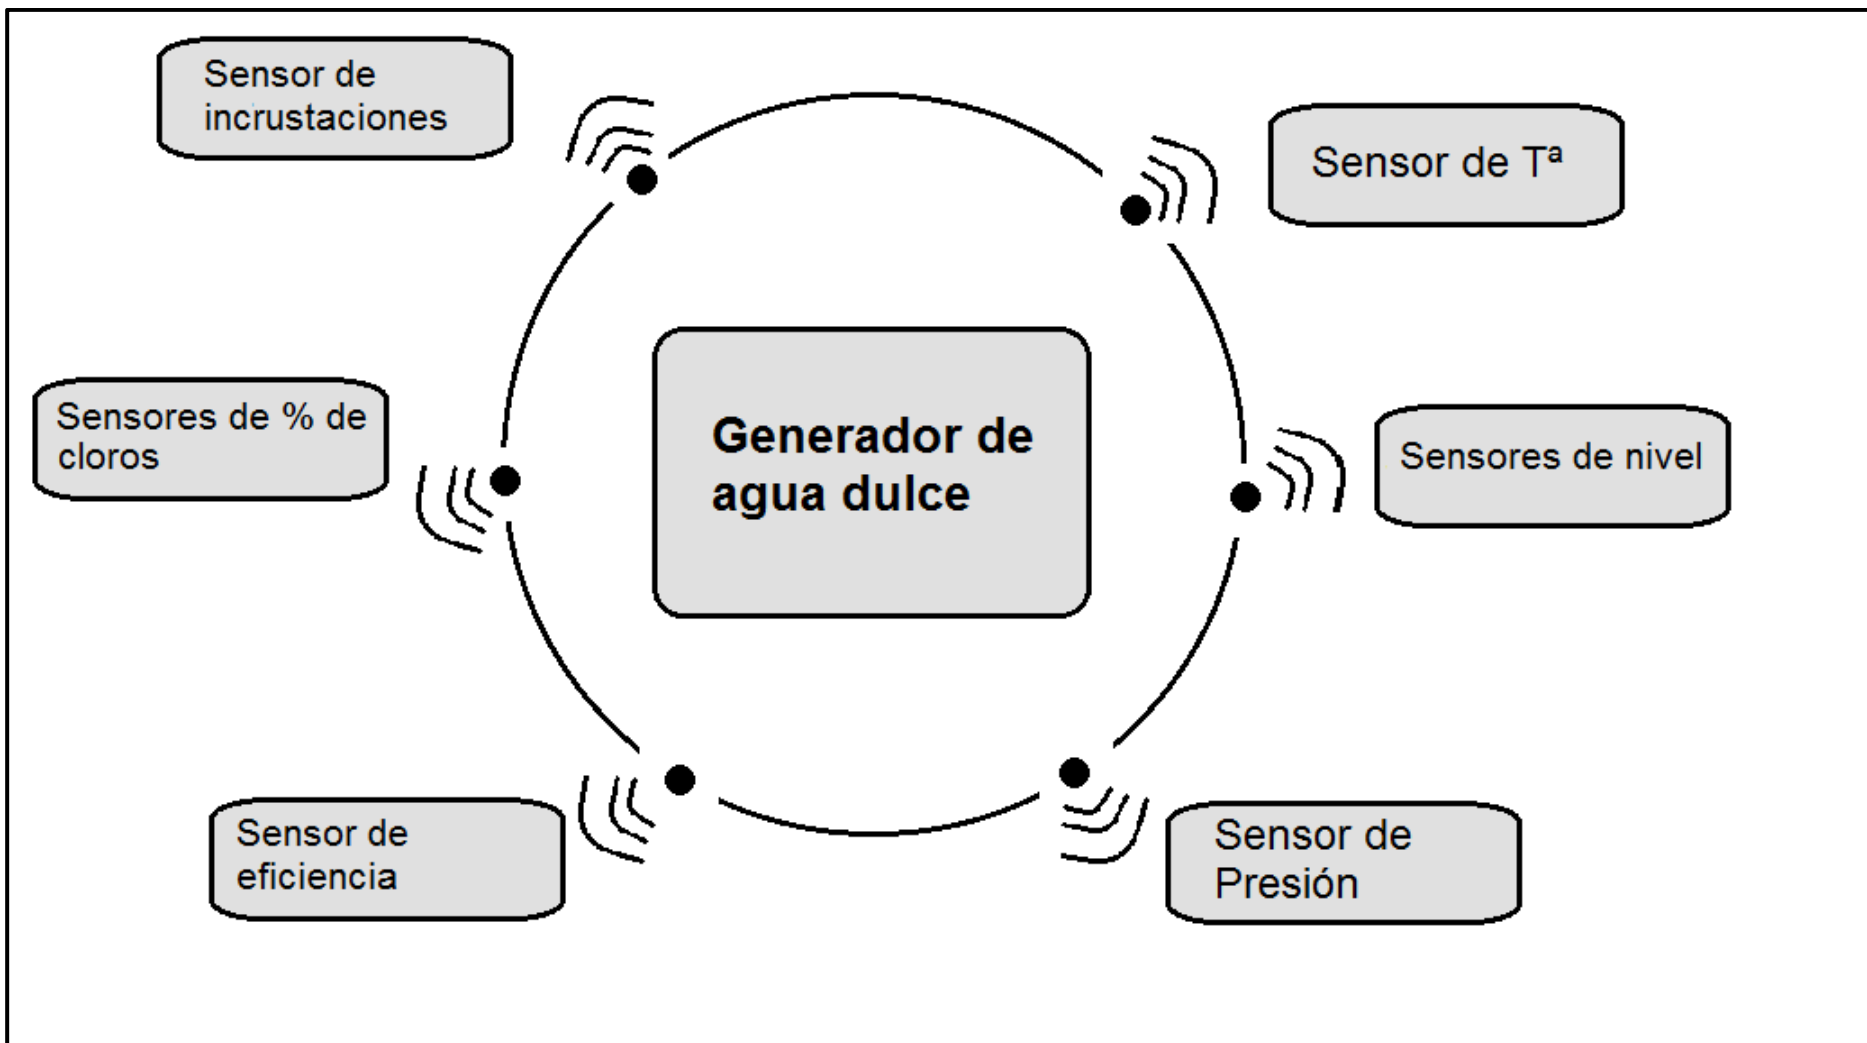 Sensor de
incrustaciones
Sensor de Tª
Sensores de % de
cloros
Generador de
agua dulce
Sensores de nivel
Sensor de
eficiencia
Sensor de
Presión